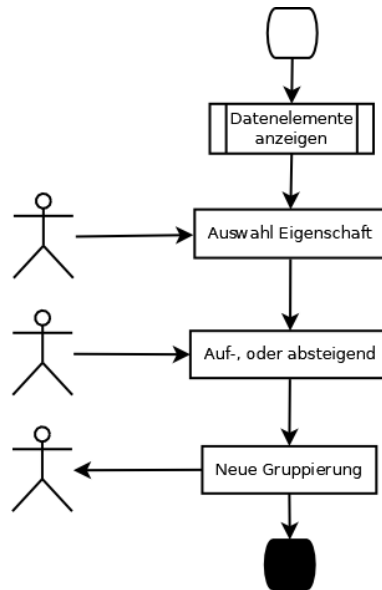 Datenelemente
anzeigen
Auswahl Eigenschaft
Auf-, oder absteigend
Neue Gruppierung